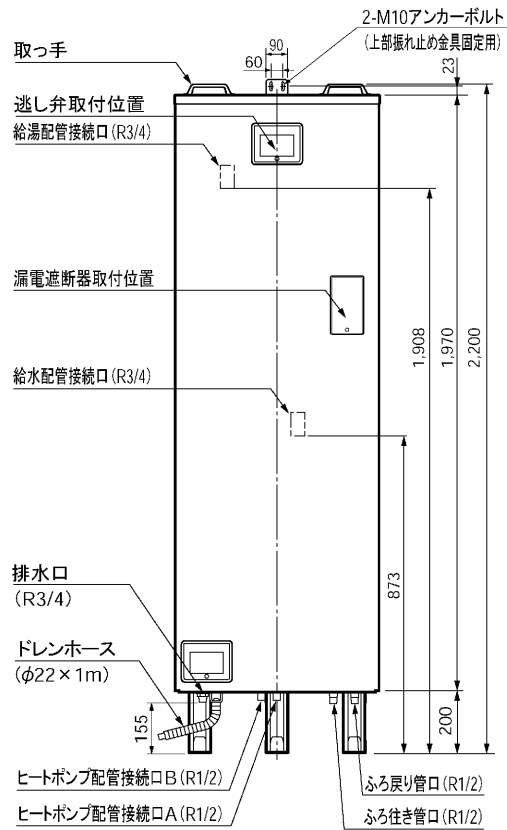 2-M10アンカーボルト
(上部振れ止め金具固定用)
90
60
23
取っ手
逃し弁取付位置
給湯配管接続口(R3/4)
漏電遮断器取付位置
給水配管接続口(R3/4)
1,908
1,970
2,200
873
排水口
(R3/4)
ドレンホース
(φ22×1m)
155
200
ヒートポンプ配管接続口B(R1/2)
ヒートポンプ配管接続口A(R1/2)
ふろ戻り管口(R1/2)
ふろ往き管口(R1/2)